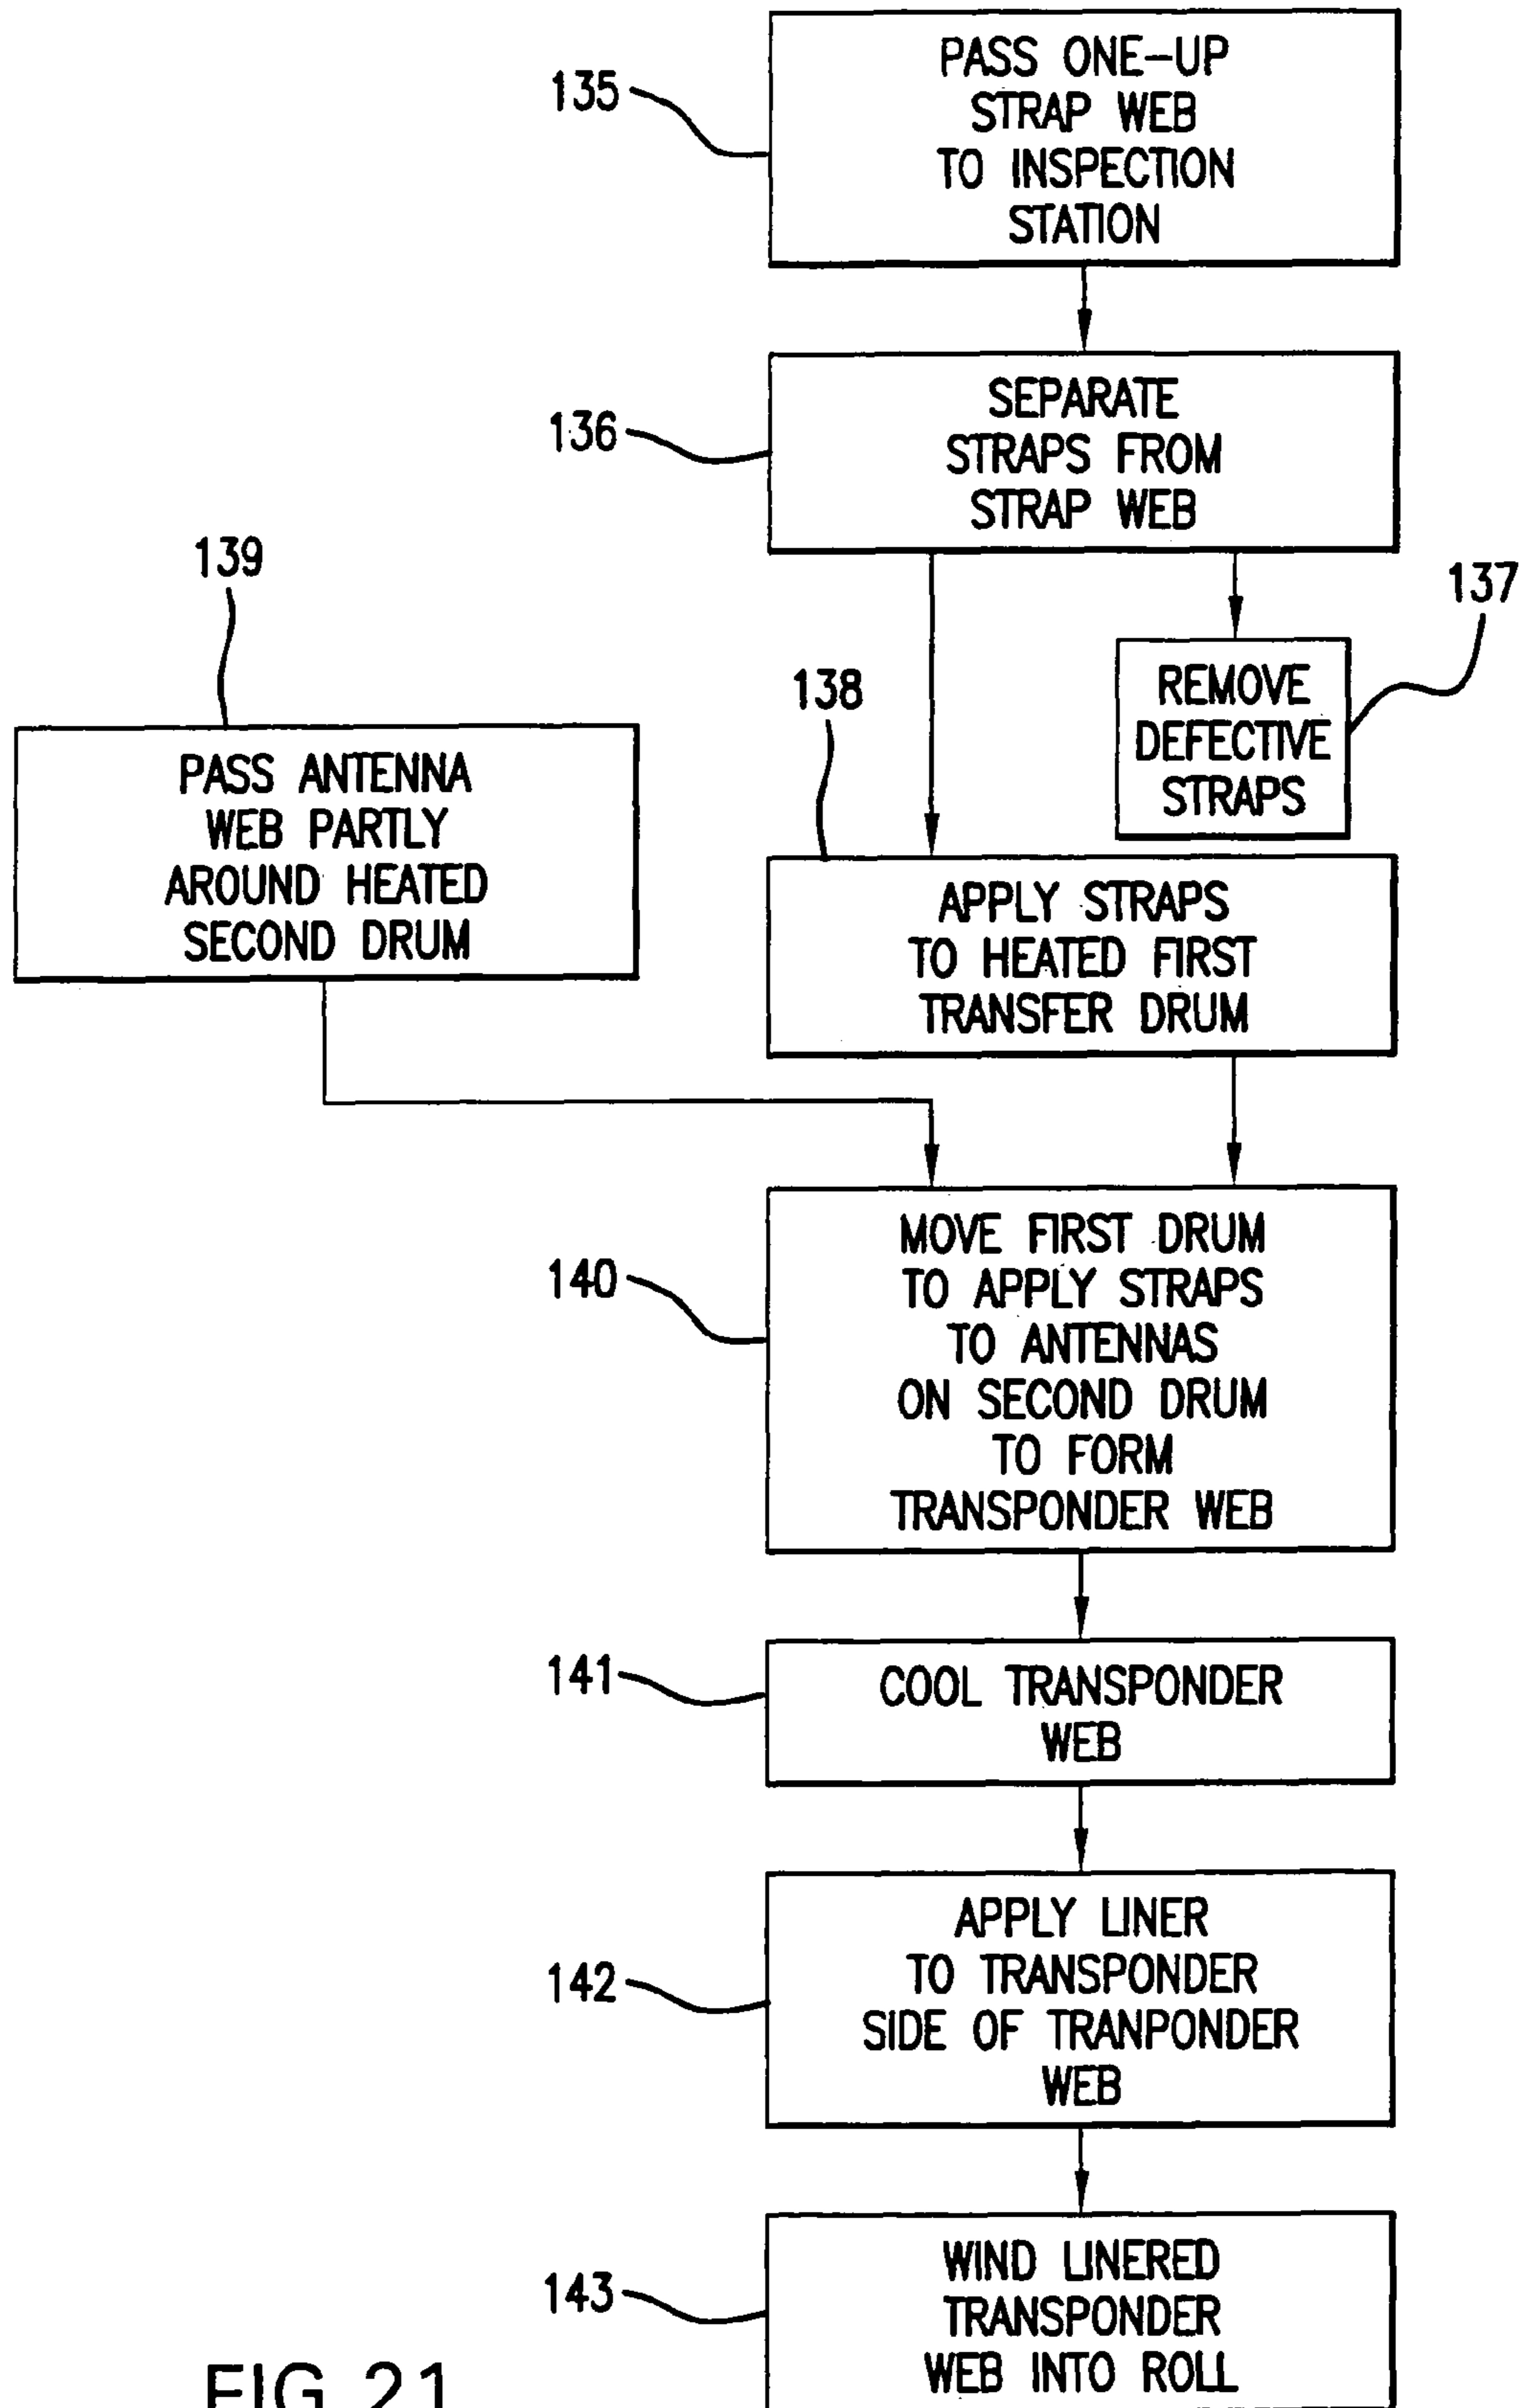 135
PASS ONE-UP
STRAP WEB
TO INSPECTION
STATION
136
SEPARATE
STRAPS FROM
STRAP WEB
137
REMOVE
DEFECTIVE
STRAPS
138
APPLY STRAPS
TO HEATED FIRST
TRANSFER DRUM
139
PASS ANTENNA
WEB PARTLY
AROUND HEATED
SECOND DRUM
140
MOVE FIRST DRUM
TO APPLY STRAPS
TO ANTENNAS
ON SECOND DRUM
TO FORM
TRANSPONDER WEB
141
COOL TRANSPONDER
WEB
142
APPLY LINER
TO TRANSPONDER
SIDE OF TRANPONDER
WEB
143
WIND LINERED
TRANSPONDER
WEB INTO ROLL
FIG 21